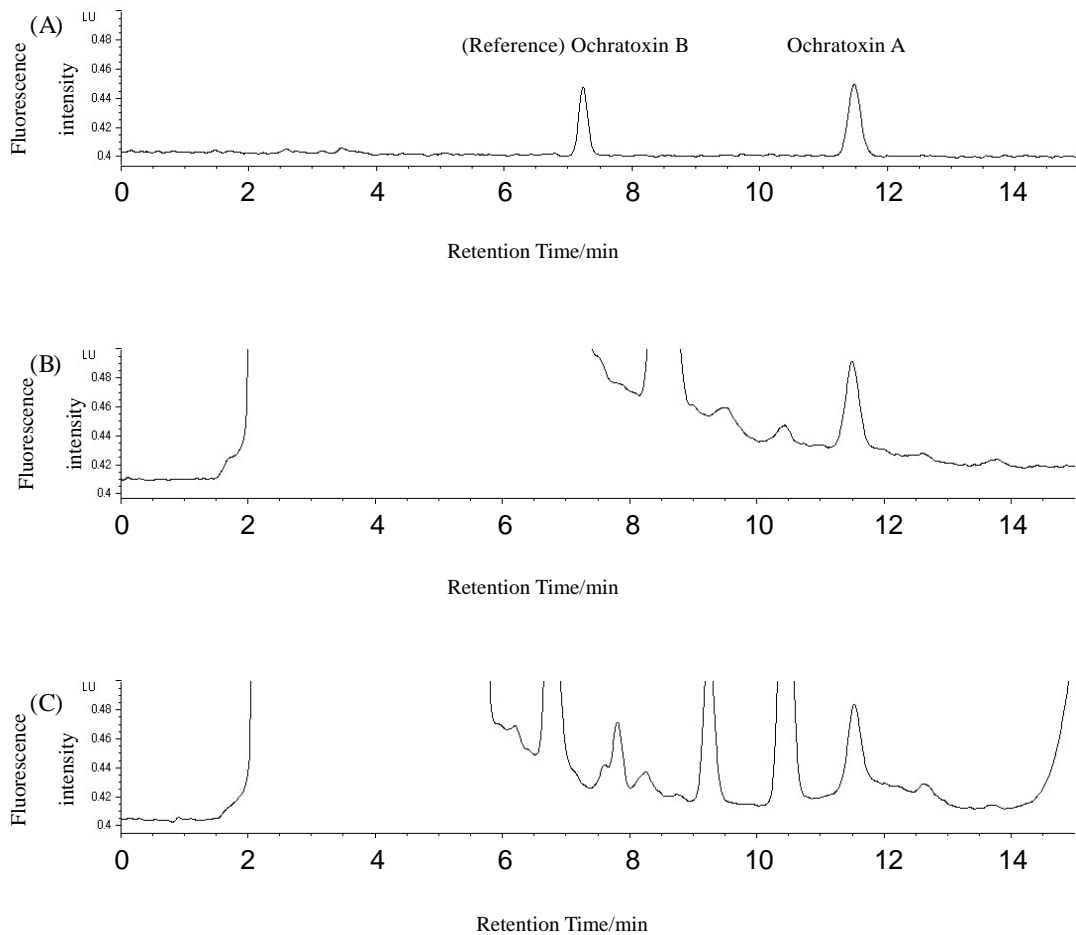 (A)
LU
0.48
0.46
0.44
0.42
0.4
Fluorescence
intensity
(Reference) Ochratoxin B
Ochratoxin A
0 2 4 6 8 10 12 14
Retention Time/min
(B)
LU
0.48
0.46
0.44
0.42
0.4
Fluorescence
intensity
0 2 4 6 8 10 12 14
Retention Time/min
(C)
LU
0.48
0.46
0.44
0.42
0.4
Fluorescence
intensity
0 2 4 6 8 10 12 14
Retention Time/min